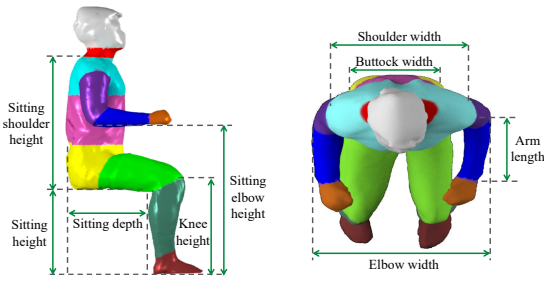 Sitting
shoulder
height
Sitting
height
Sitting depth
Knee
height
Sitting
elbow
height
Shoulder width
Buttock width
Arm
length
Elbow width